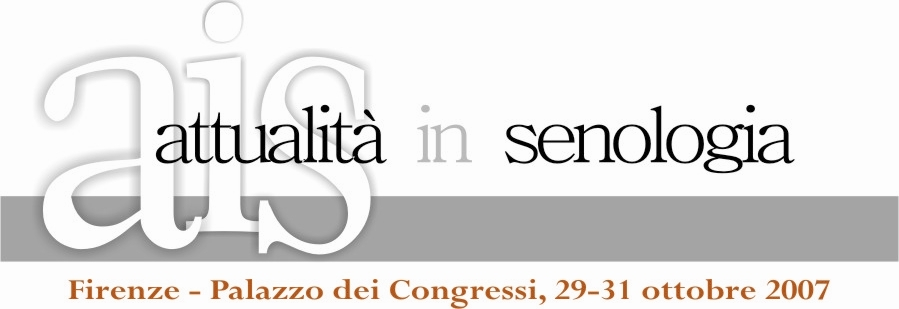 ais
attualità in senologia
Firenze - Palazzo dei Congressi, 29-31 ottobre 2007